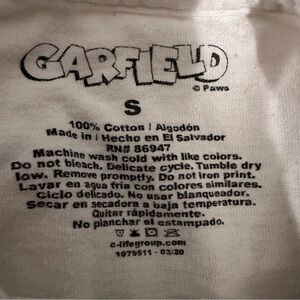 GARFIELD
© Paws
S
100% Cotton / Algodón
Made in / Hecho en El Salvador
RN# 86947
Machine wash cold with like colors.
Do not bleach. Delicate cycle. Tumble dry
low. Remove promptly. Do not iron print.
Lavar en agua fría con colores similares.
Ciclo delicado. No usar blanqueador.
Secar en secadora a baja temperatura.
Quitar rápidamente.
No planchar el estampado.
c-lifegroup.com
1079511 - 03/20